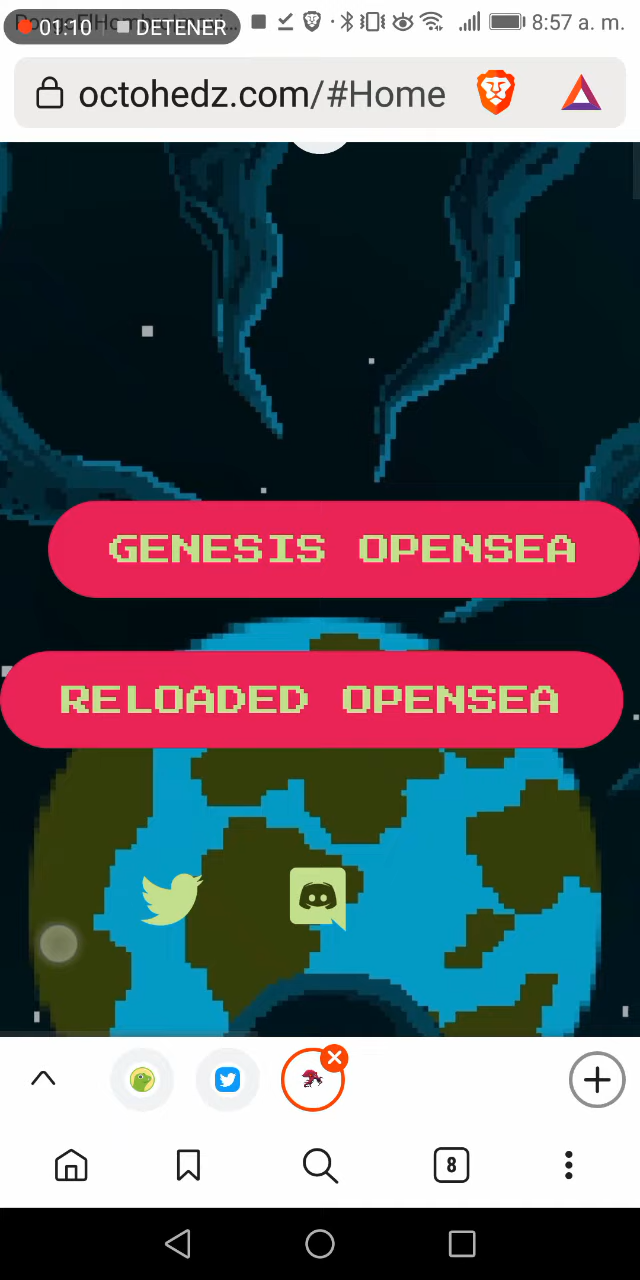 01:10 DETENER 8:57 a. m.
octohedz.com/#Home
GENESIS OPENSEA
RELOADED OPENSEA
8